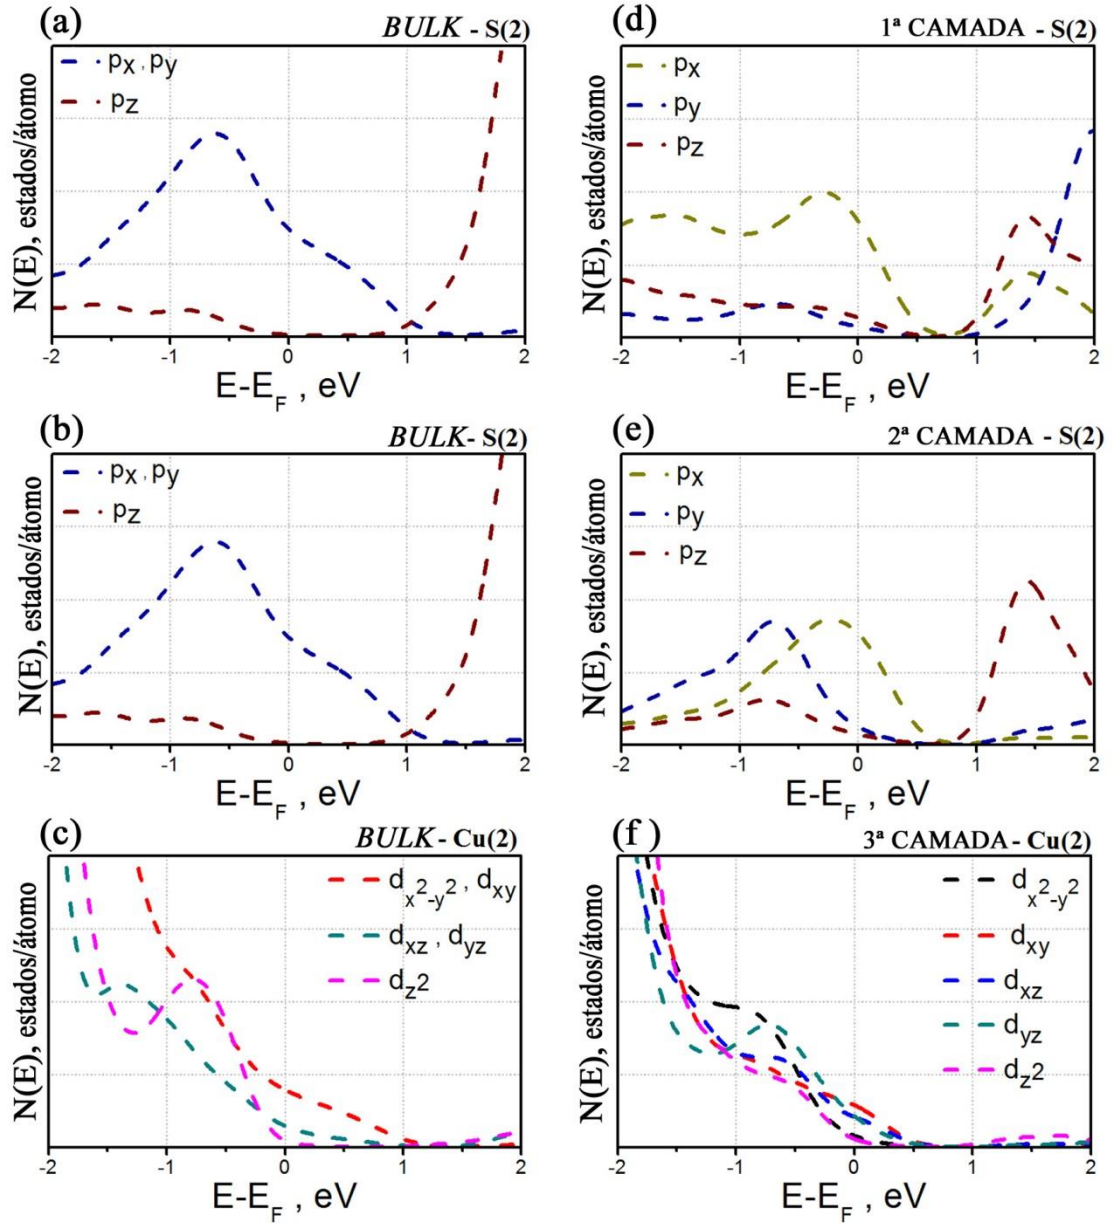 (a) BULK - S(2)
px , py
pz
N(E), estados/átomo
-2 -1 0 1 2
E-EF , eV
(d) 1ª CAMADA - S(2)
px
py
pz
N(E), estados/átomo
-2 -1 0 1 2
E-EF , eV
(b) BULK- S(2)
px , py
pz
N(E), estados/átomo
-2 -1 0 1 2
E-EF , eV
(e) 2ª CAMADA - S(2)
px
py
pz
N(E), estados/átomo
-2 -1 0 1 2
E-EF , eV
(c) BULK - Cu(2)
dx²-y² , dxy
dxz , dyz
dz²
N(E), estados/átomo
-2 -1 0 1 2
E-EF , eV
(f ) 3ª CAMADA - Cu(2)
dx²-y²
dxy
dxz
dyz
dz²
N(E), estados/átomo
-2 -1 0 1 2
E-EF , eV